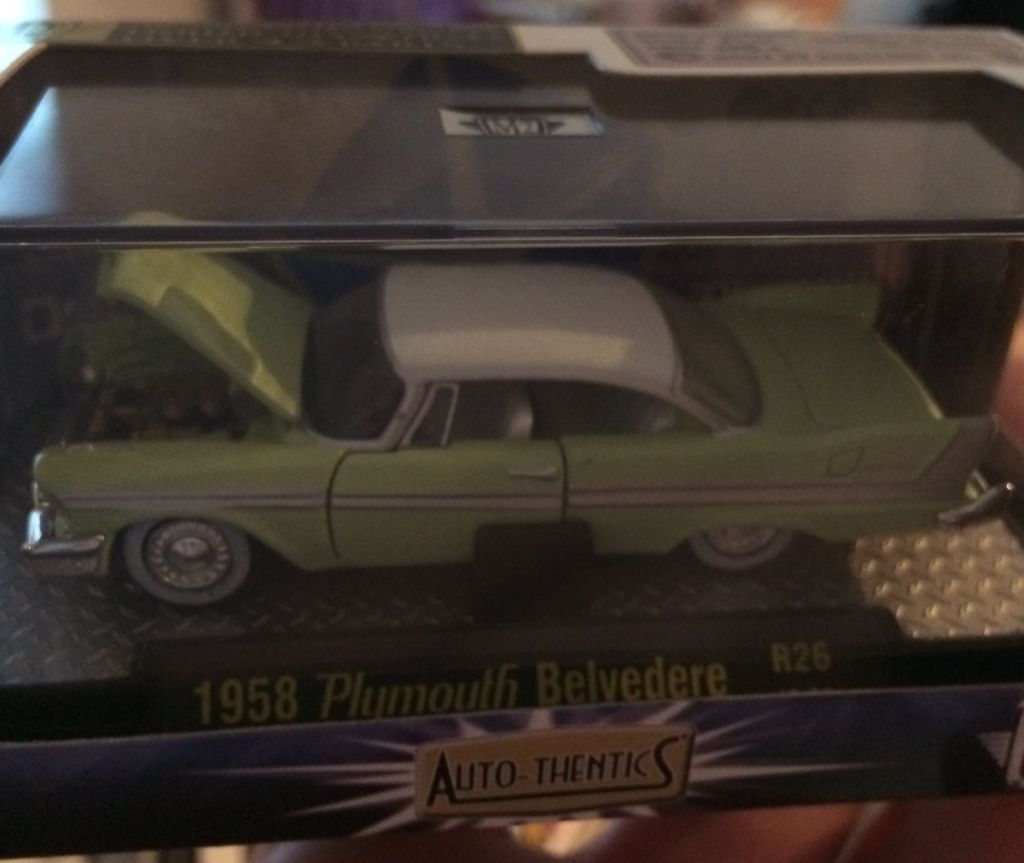 M2
1958 Plymouth Belvedere R26
AUTO-THENTICS